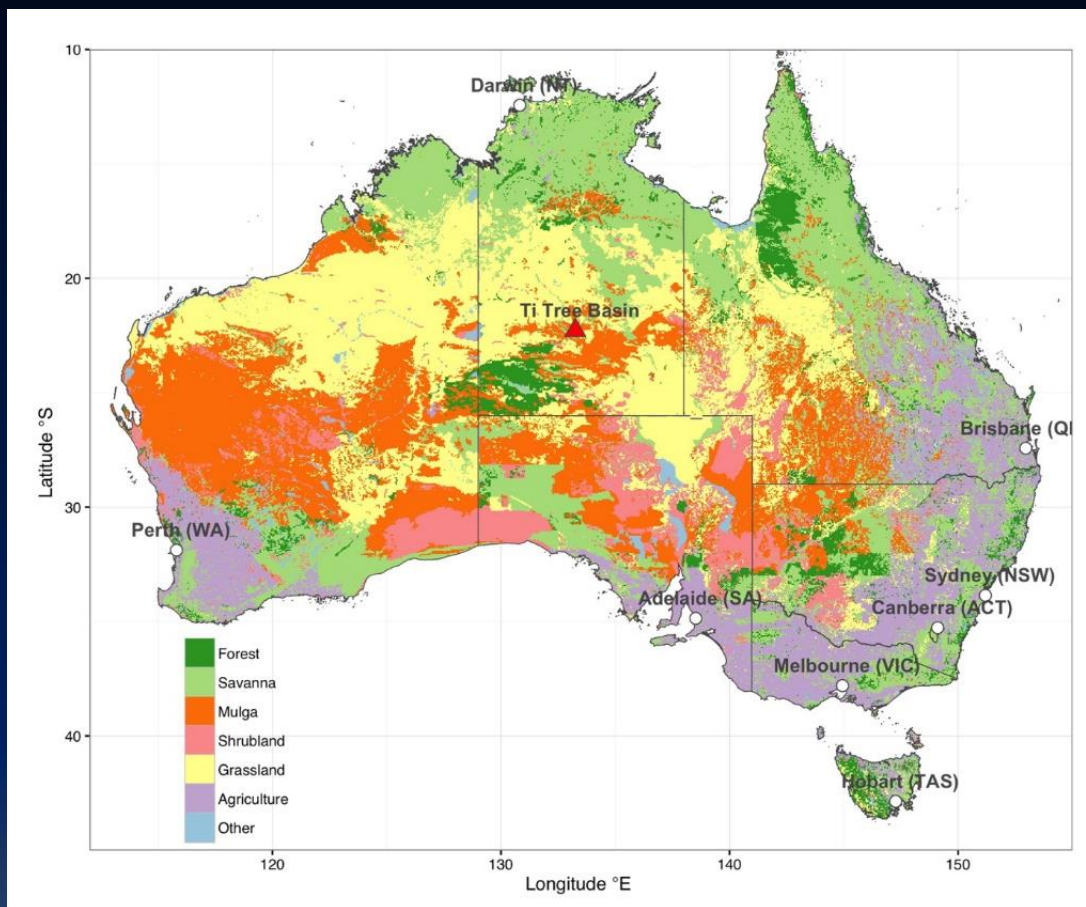 10
Darwin (NT)
20
Ti Tree Basin
Latitude °S
Brisbane (QL
30
Perth (WA)
Sydney (NSW)
Adelaide (SA)
Canberra (ACT)
Forest
Melbourne (VIC)
Savanna
Mulga
Shrubland
40
Grassland
Hobart (TAS)
Agriculture
Other
120
130
140
150
Longitude °E